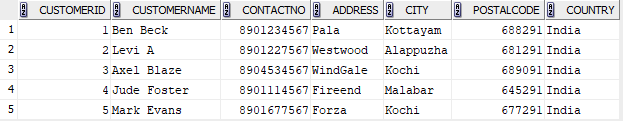 CUSTOMERID CUSTOMERNAME CONTACTNO ADDRESS CITY POSTALCODE COUNTRY
1 1 Ben Beck 8901234567 Pala Kottayam 688291 India
2 2 Levi A 8901227567 Westwood Alappuzha 681291 India
3 3 Axel Blaze 8904534567 WindGale Kochi 689091 India
4 4 Jude Foster 8901114567 Fireend Malabar 645291 India
5 5 Mark Evans 8901677567 Forza Kochi 677291 India